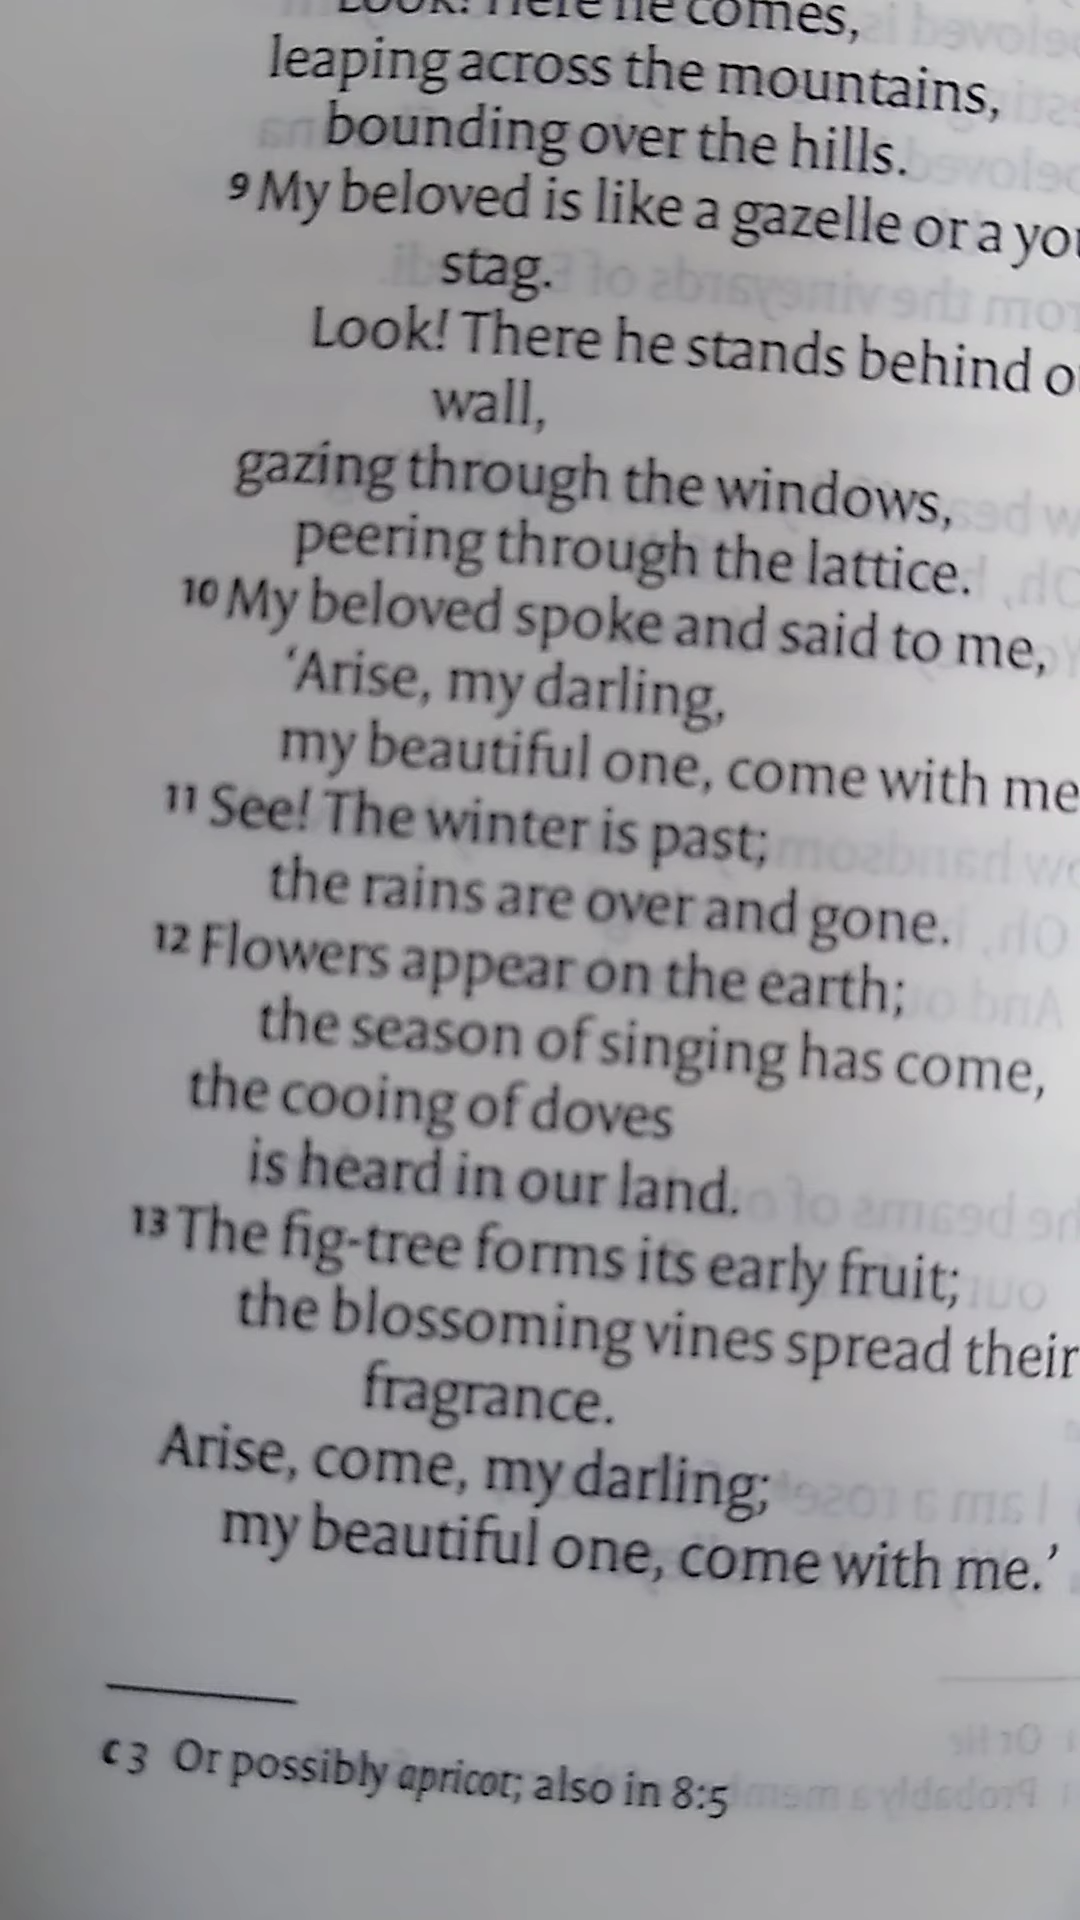 Look! Here he comes,
leaping across the mountains,
bounding over the hills.
9 My beloved is like a gazelle or a
stag.
Look! There he stands behind
wall,
gazing through the windows,
peering through the lattice.
10 My beloved spoke and said to me,
‘Arise, my darling,
my beautiful one, come with me
11 See! The winter is past;
the rains are over and gone.
12 Flowers appear on the earth;
the season of singing has come,
the cooing of doves
is heard in our land.
13 The fig-tree forms its early fruit;
the blossoming vines spread their
fragrance.
Arise, come, my darling;
my beautiful one, come with me.’
c 3 Or possibly apricot; also in 8:5